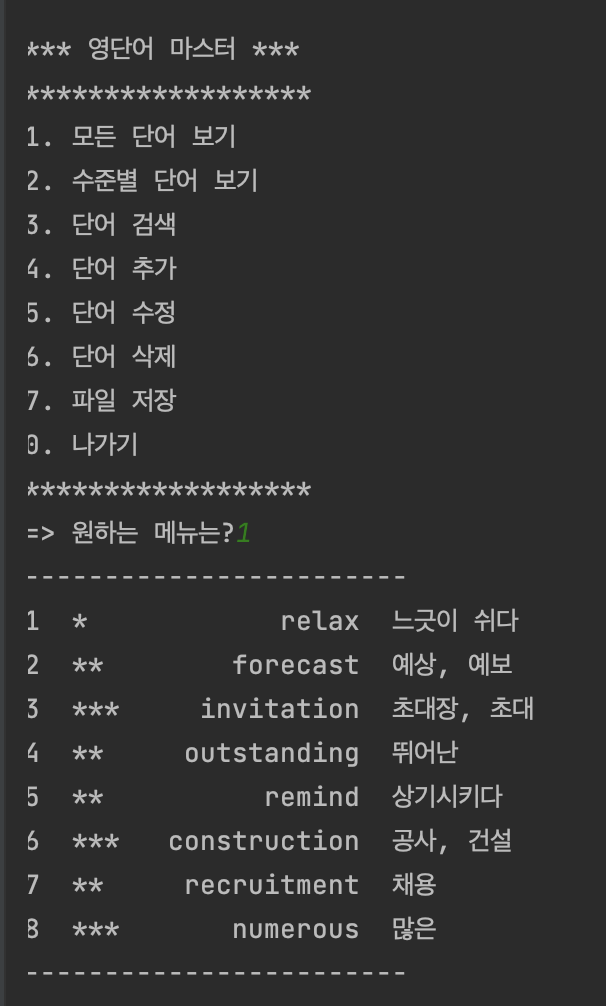 *** 영단어 마스터 ***
******************
1. 모든 단어 보기
2. 수준별 단어 보기
3. 단어 검색
4. 단어 추가
5. 단어 수정
6. 단어 삭제
7. 파일 저장
0. 나가기
******************
=> 원하는 메뉴는?1
------------------------
1 * relax 느긋이 쉬다
2 ** forecast 예상, 예보
3 *** invitation 초대장, 초대
4 ** outstanding 뛰어난
5 ** remind 상기시키다
6 *** construction 공사, 건설
7 ** recruitment 채용
8 *** numerous 많은
------------------------